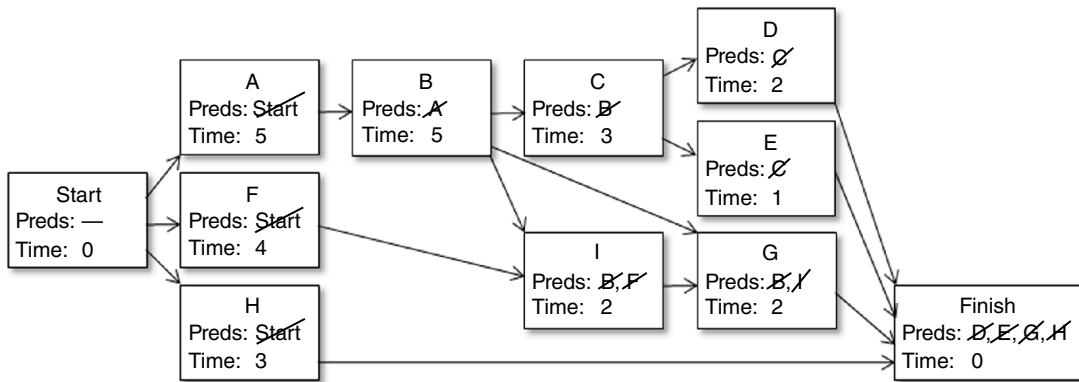 D
Preds: C
Time: 2
A
Preds: Start
Time: 5
B
Preds: A
Time: 5
C
Preds: B
Time: 3
E
Preds: C
Time: 1
Start
Preds: —
Time: 0
F
Preds: Start
Time: 4
I
Preds: B, F
Time: 2
G
Preds: B, I
Time: 2
H
Preds: Start
Time: 3
Finish
Preds: D, E, G, H
Time: 0